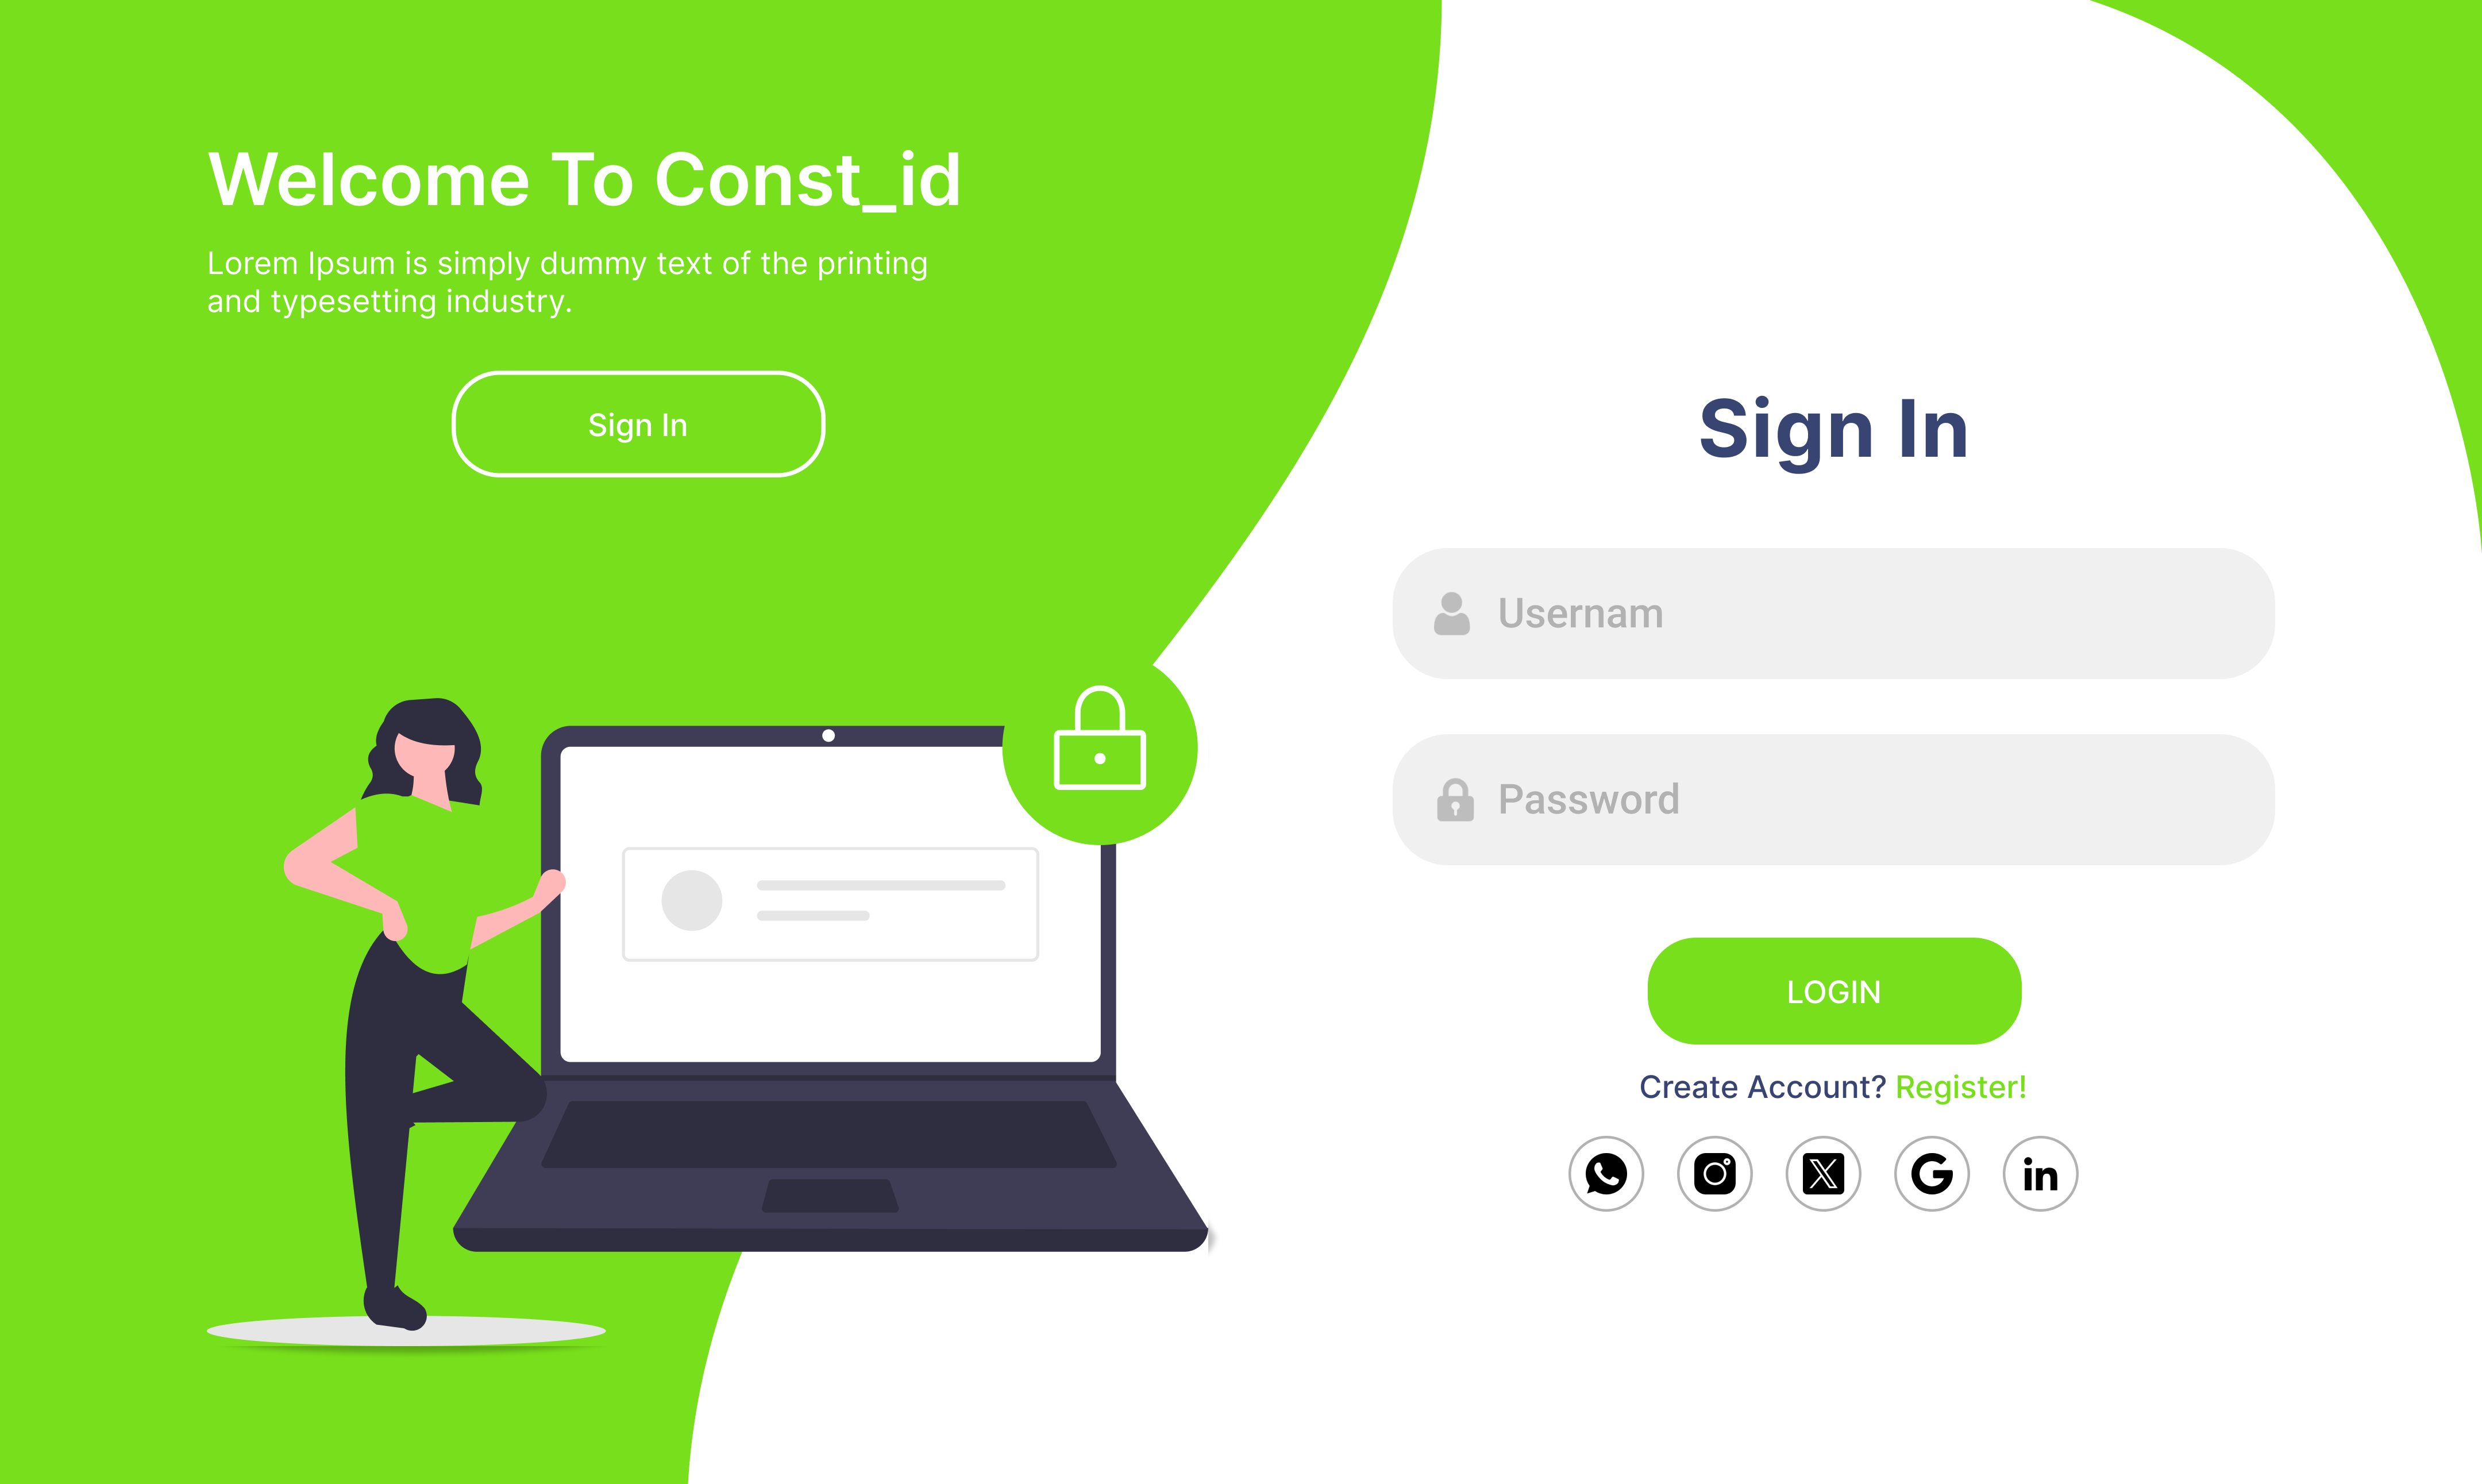 Welcome To Const_id
Lorem Ipsum is simply dummy text of the printing
and typesetting industry.
Sign In
Sign In
Usernam
Password
LOGIN
Create Account? Register!